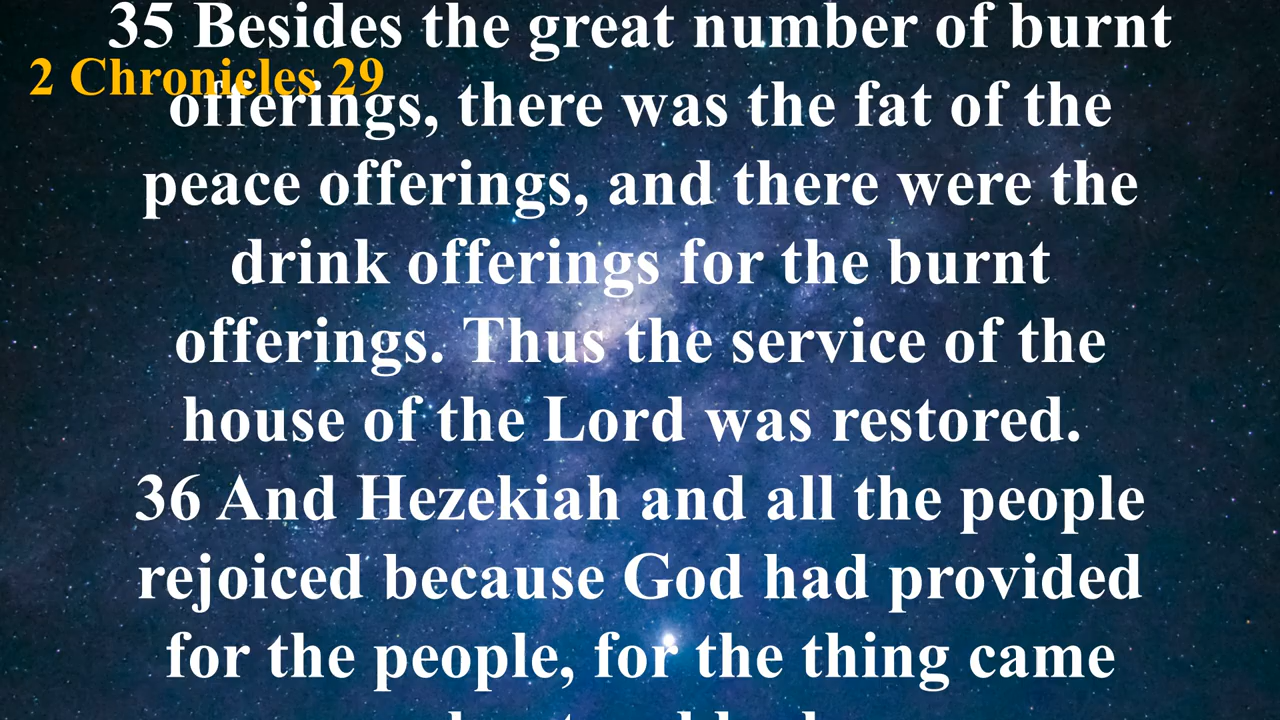 35 Besides the great number of burnt
2 Chronicles 29
offerings, there was the fat of the
peace offerings, and there were the
drink offerings for the burnt
offerings. Thus the service of the
house of the Lord was restored.
36 And Hezekiah and all the people
rejoiced because God had provided
for the people, for the thing came